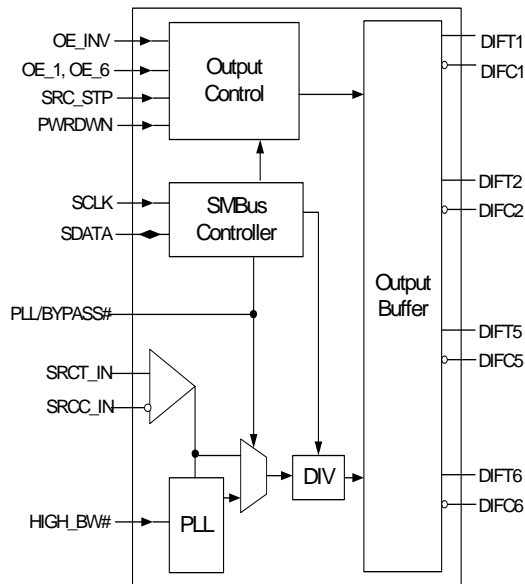 OE_INV
OE_1, OE_6
SRC_STP
PWRDWN
Output
Control
SCLK
SDATA
SMBus
Controller
PLL/BYPASS#
SRCT_IN
SRCC_IN
HIGH_BW#
PLL
DIV
Output
Buffer
DIFT1
DIFC1
DIFT2
DIFC2
DIFT5
DIFC5
DIFT6
DIFC6